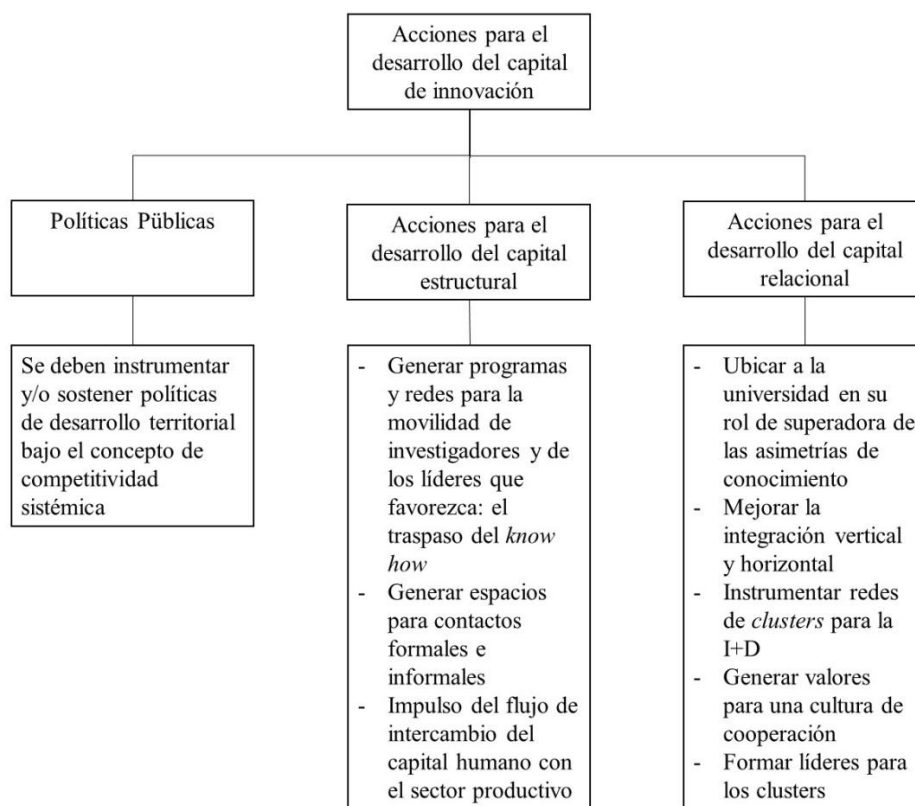 Acciones para el
desarrollo del capital
de innovación
Políticas Püblicas
Acciones para el
desarrollo del capital
estructural
Acciones para el
desarrollo del capital
relacional
Se deben instrumentar
y/o sostener políticas
de desarrollo territorial
bajo el concepto de
competitividad
sistémica
- Generar programas
y redes para la
movilidad de
investigadores y de
los líderes que
favorezca: el
traspaso del know
how
- Generar espacios
para contactos
formales e
informales
- Impulso del flujo de
intercambio del
capital humano con
el sector productivo
- Ubicar a la
universidad en su
rol de superadora de
las asimetrías de
conocimiento
- Mejorar la
integración vertical
y horizontal
- Instrumentar redes
de clusters para la
I+D
- Generar valores
para una cultura de
cooperación
- Formar líderes para
los clusters